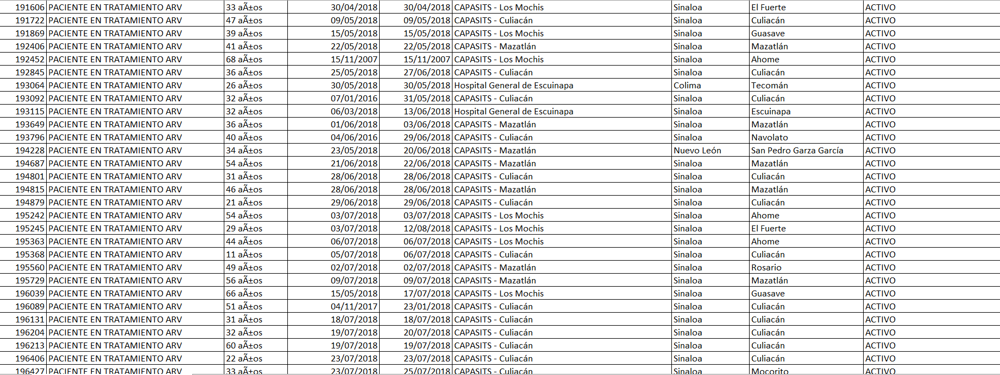 191606 PACIENTE EN TRATAMIENTO ARV 33 aÃ±os 30/04/2018 30/04/2018 CAPASITS - Los Mochis Sinaloa El Fuerte ACTIVO
191722 PACIENTE EN TRATAMIENTO ARV 47 aÃ±os 09/05/2018 09/05/2018 CAPASITS - Culiacán Sinaloa Culiacán ACTIVO
191869 PACIENTE EN TRATAMIENTO ARV 39 aÃ±os 15/05/2018 15/05/2018 CAPASITS - Los Mochis Sinaloa Guasave ACTIVO
192406 PACIENTE EN TRATAMIENTO ARV 41 aÃ±os 22/05/2018 22/05/2018 CAPASITS - Mazatlán Sinaloa Mazatlán ACTIVO
192452 PACIENTE EN TRATAMIENTO ARV 68 aÃ±os 15/11/2007 15/11/2007 CAPASITS - Los Mochis Sinaloa Ahome ACTIVO
192845 PACIENTE EN TRATAMIENTO ARV 36 aÃ±os 25/05/2018 27/06/2018 CAPASITS - Culiacán Sinaloa Culiacán ACTIVO
193064 PACIENTE EN TRATAMIENTO ARV 26 aÃ±os 30/05/2018 30/05/2018 Hospital General de Escuinapa Colima Tecomán ACTIVO
193092 PACIENTE EN TRATAMIENTO ARV 32 aÃ±os 07/01/2016 31/05/2018 CAPASITS - Culiacán Sinaloa Culiacán ACTIVO
193115 PACIENTE EN TRATAMIENTO ARV 32 aÃ±os 06/03/2018 13/06/2018 Hospital General de Escuinapa Sinaloa Escuinapa ACTIVO
193649 PACIENTE EN TRATAMIENTO ARV 36 aÃ±os 01/06/2018 03/06/2018 CAPASITS - Mazatlán Sinaloa Mazatlán ACTIVO
193796 PACIENTE EN TRATAMIENTO ARV 40 aÃ±os 04/06/2016 29/06/2018 CAPASITS - Culiacán Sinaloa Navolato ACTIVO
194228 PACIENTE EN TRATAMIENTO ARV 34 aÃ±os 23/05/2018 20/06/2018 CAPASITS - Mazatlán Nuevo León San Pedro Garza García ACTIVO
194687 PACIENTE EN TRATAMIENTO ARV 54 aÃ±os 21/06/2018 22/06/2018 CAPASITS - Mazatlán Sinaloa Mazatlán ACTIVO
194801 PACIENTE EN TRATAMIENTO ARV 31 aÃ±os 28/06/2018 28/06/2018 CAPASITS - Culiacán Sinaloa Culiacán ACTIVO
194815 PACIENTE EN TRATAMIENTO ARV 46 aÃ±os 28/06/2018 28/06/2018 CAPASITS - Mazatlán Sinaloa Mazatlán ACTIVO
194879 PACIENTE EN TRATAMIENTO ARV 21 aÃ±os 29/06/2018 29/06/2018 CAPASITS - Culiacán Sinaloa Culiacán ACTIVO
195242 PACIENTE EN TRATAMIENTO ARV 54 aÃ±os 03/07/2018 03/07/2018 CAPASITS - Los Mochis Sinaloa Ahome ACTIVO
195245 PACIENTE EN TRATAMIENTO ARV 29 aÃ±os 03/07/2018 12/08/2018 CAPASITS - Los Mochis Sinaloa El Fuerte ACTIVO
195363 PACIENTE EN TRATAMIENTO ARV 44 aÃ±os 06/07/2018 06/07/2018 CAPASITS - Los Mochis Sinaloa Ahome ACTIVO
195368 PACIENTE EN TRATAMIENTO ARV 11 aÃ±os 05/07/2018 06/07/2018 CAPASITS - Culiacán Sinaloa Culiacán ACTIVO
195560 PACIENTE EN TRATAMIENTO ARV 49 aÃ±os 02/07/2018 02/07/2018 CAPASITS - Mazatlán Sinaloa Rosario ACTIVO
195729 PACIENTE EN TRATAMIENTO ARV 56 aÃ±os 09/07/2018 09/07/2018 CAPASITS - Mazatlán Sinaloa Mazatlán ACTIVO
196039 PACIENTE EN TRATAMIENTO ARV 66 aÃ±os 15/05/2018 17/07/2018 CAPASITS - Los Mochis Sinaloa Guasave ACTIVO
196089 PACIENTE EN TRATAMIENTO ARV 51 aÃ±os 04/11/2017 23/01/2018 CAPASITS - Culiacán Sinaloa Culiacán ACTIVO
196131 PACIENTE EN TRATAMIENTO ARV 31 aÃ±os 18/07/2018 18/07/2018 CAPASITS - Culiacán Sinaloa Culiacán ACTIVO
196204 PACIENTE EN TRATAMIENTO ARV 32 aÃ±os 19/07/2018 20/07/2018 CAPASITS - Culiacán Sinaloa Culiacán ACTIVO
196213 PACIENTE EN TRATAMIENTO ARV 60 aÃ±os 19/07/2018 19/07/2018 CAPASITS - Culiacán Sinaloa Culiacán ACTIVO
196406 PACIENTE EN TRATAMIENTO ARV 22 aÃ±os 23/07/2018 23/07/2018 CAPASITS - Culiacán Sinaloa Culiacán ACTIVO
196427 PACIENTE EN TRATAMIENTO ARV 33 aÃ±os 23/07/2018 25/07/2018 CAPASITS - Culiacán Sinaloa Mocorito ACTIVO